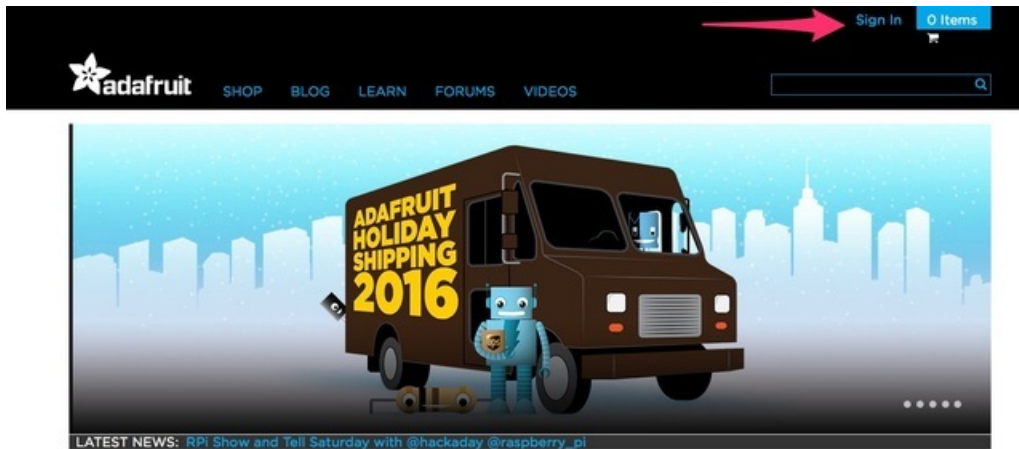 Sign In
0 Items
adafruit
SHOP BLOG LEARN FORUMS VIDEOS
ADAFRUIT
HOLIDAY
SHIPPING
2016
LATEST NEWS: RPi Show and Tell Saturday with @hackaday @raspberry_pi